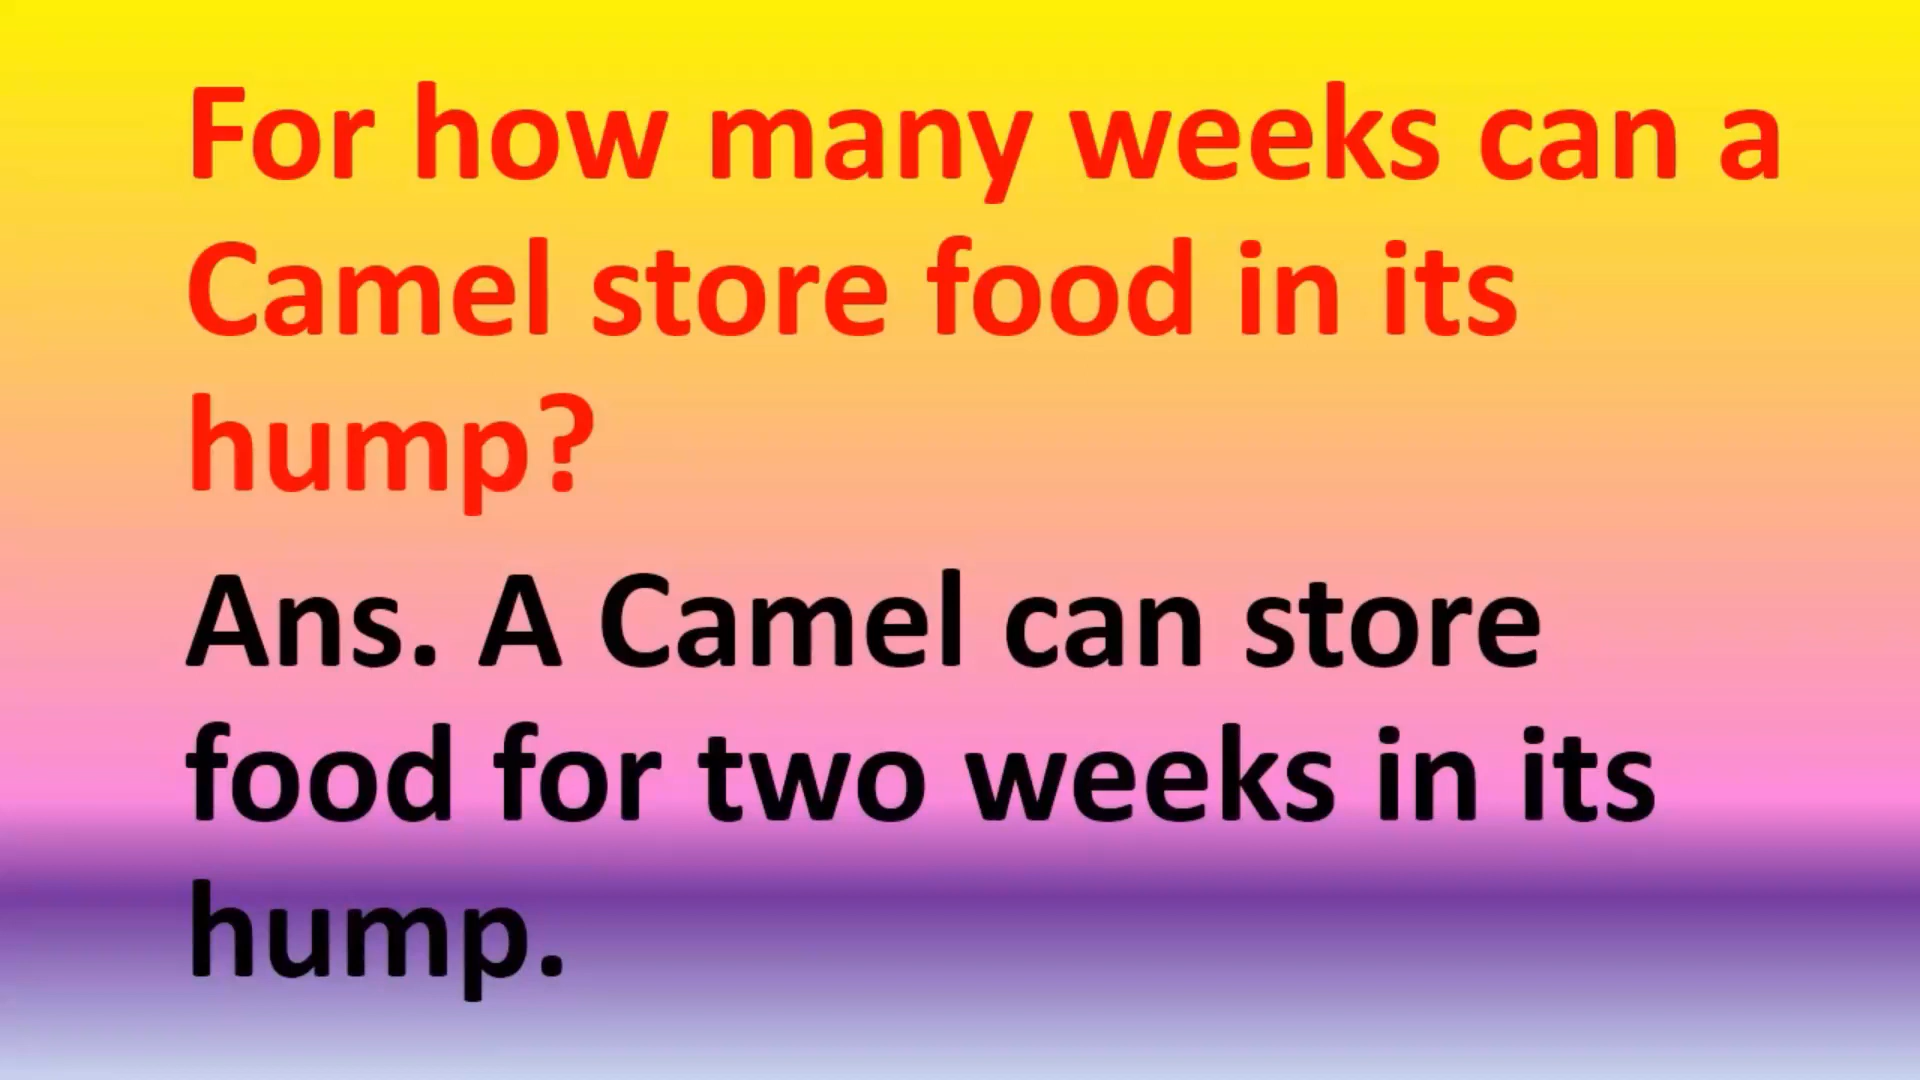 For how many weeks can a
Camel store food in its
hump?
Ans. A Camel can store
food for two weeks in its
hump.